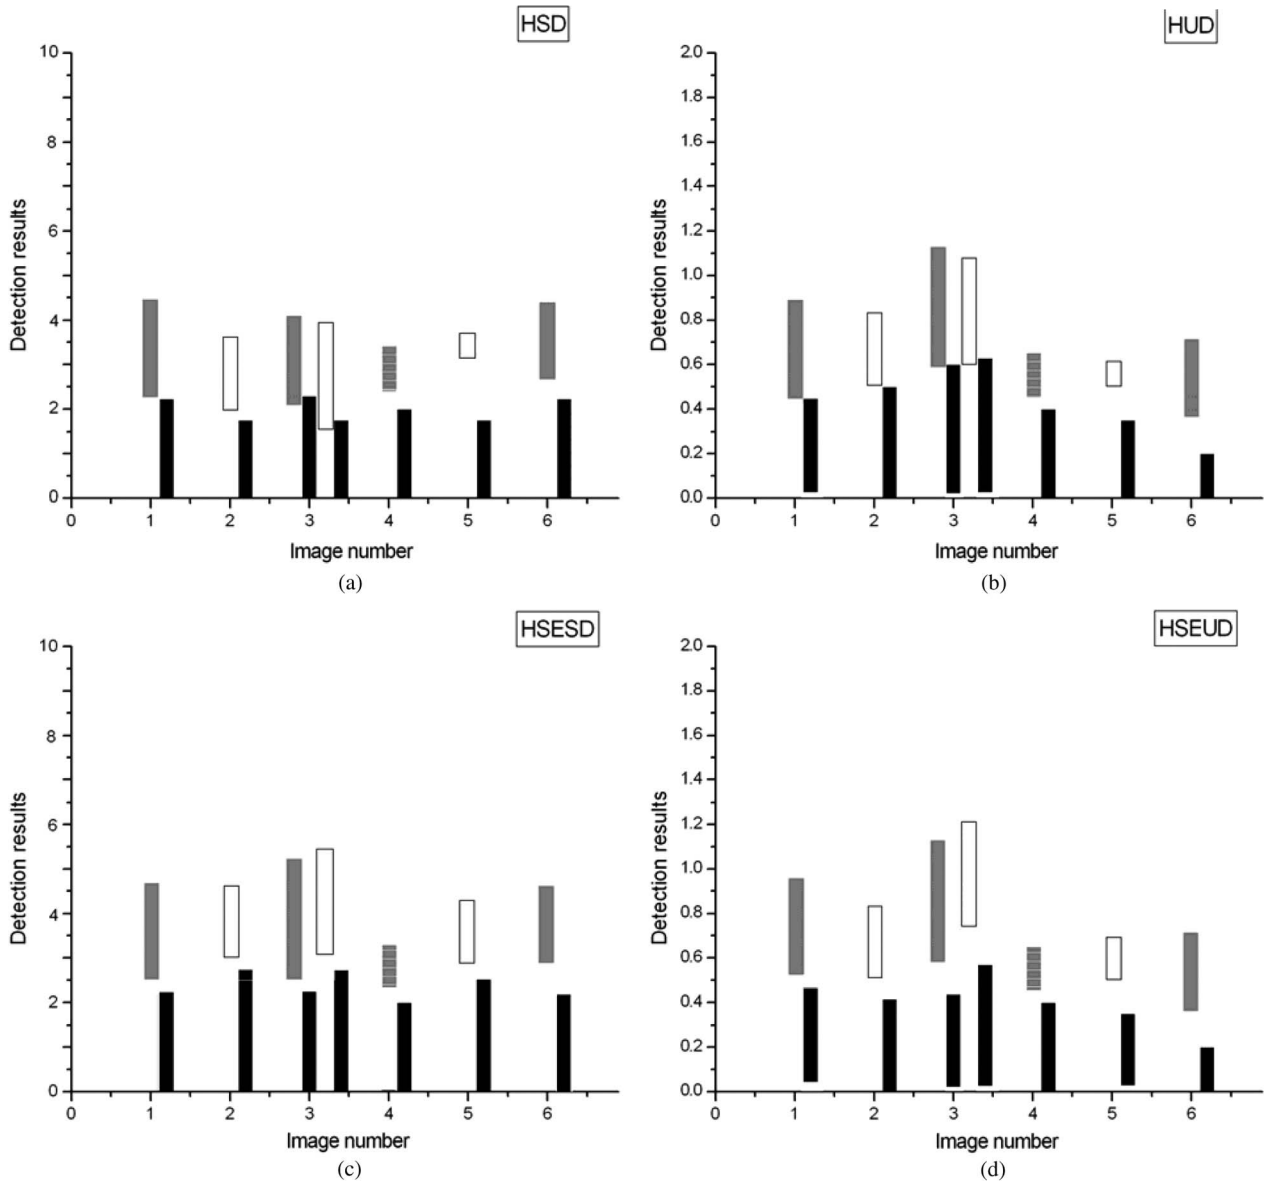 HSD
10
8
6
4
2
0
Detection results
0 1 2 3 4 5 6
Image number
(a)
HUD
2.0
1.8
1.6
1.4
1.2
1.0
0.8
0.6
0.4
0.2
0.0
Detection results
0 1 2 3 4 5 6
Image number
(b)
HSESD
10
8
6
4
2
0
Detection results
0 1 2 3 4 5 6
Image number
(c)
HSEUD
2.0
1.8
1.6
1.4
1.2
1.0
0.8
0.6
0.4
0.2
0.0
Detection results
0 1 2 3 4 5 6
Image number
(d)